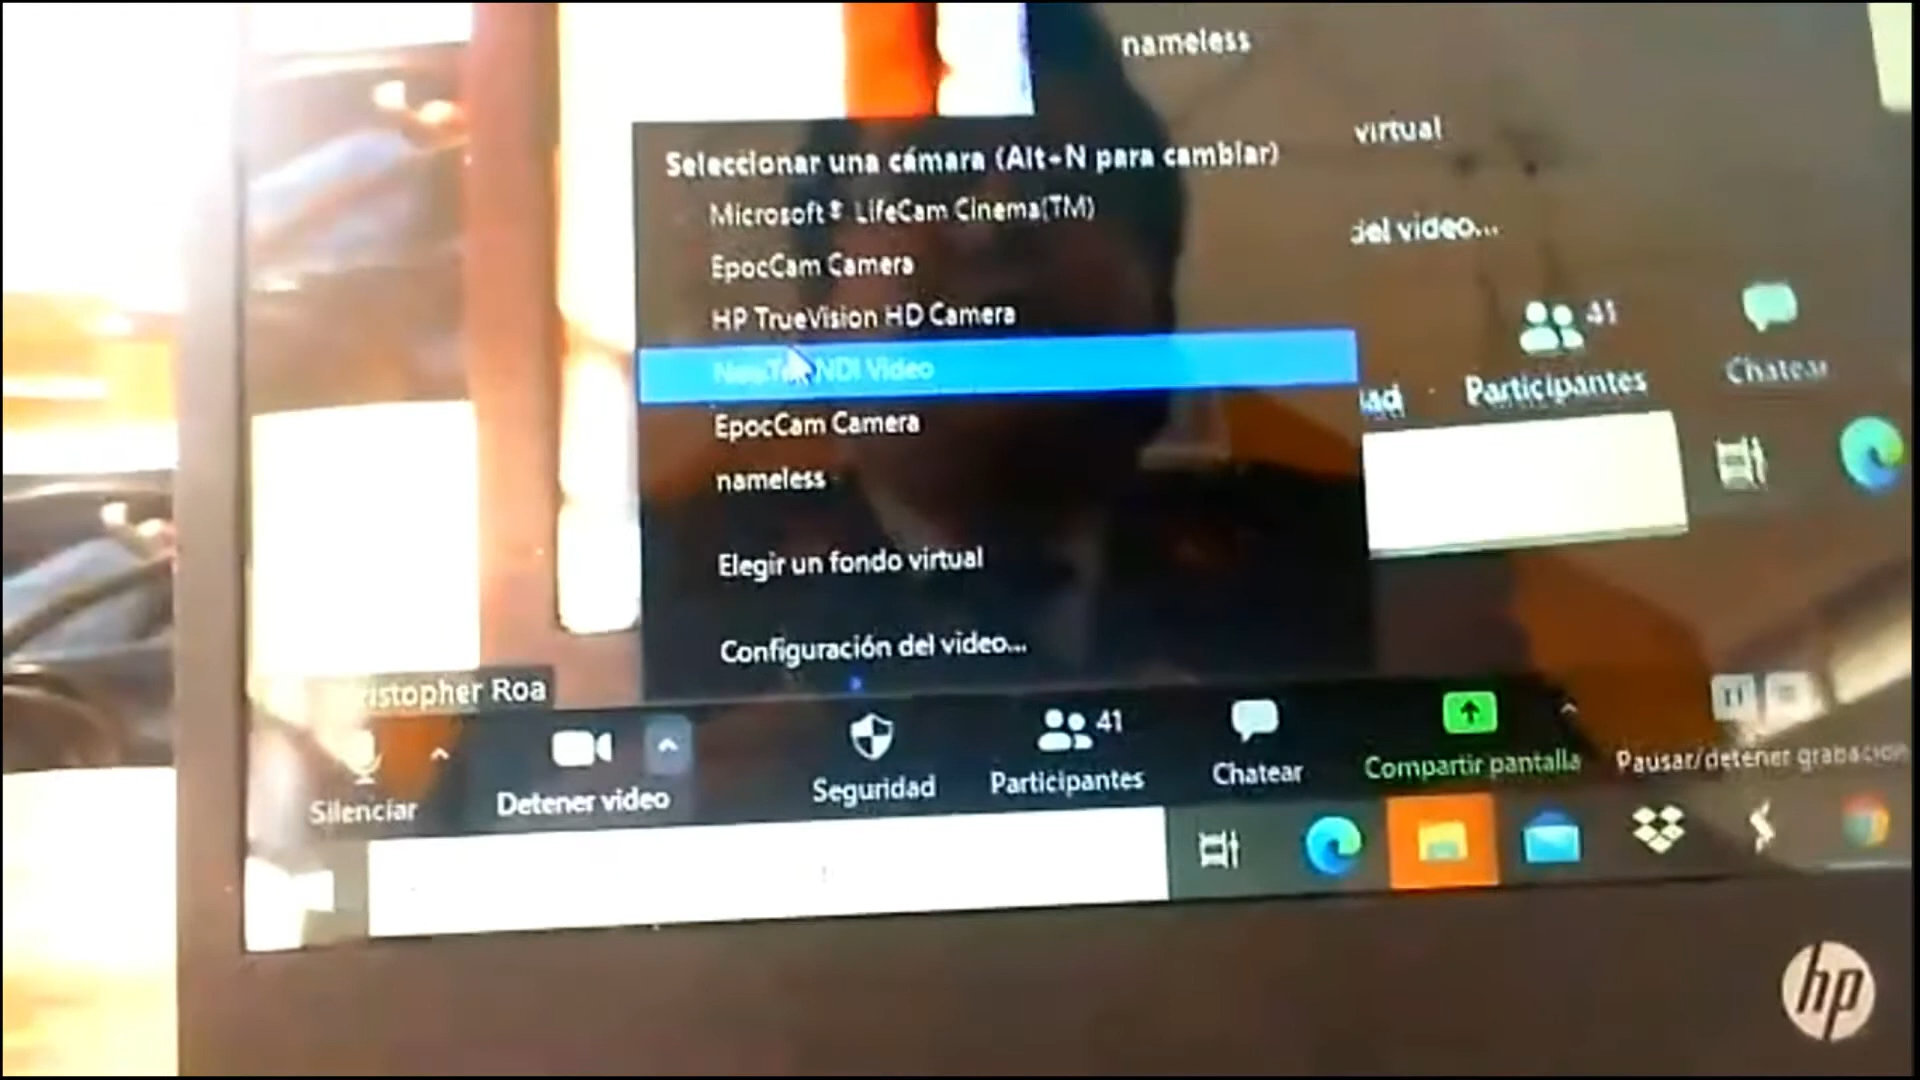 nameless
virtual
Seleccionar una cámara (Alt+N para cambiar)
Microsoft® LifeCam Cinema(TM)
del video...
EpocCam Camera
HP TrueVision HD Camera
41
NDI Video
Chatear
Participantes
EpocCam Camera
nameless
Elegir un fondo virtual
Configuración del video...
istopher Roa
41
Silenciar
Detener video
Seguridad
Participantes
Chatear
Compartir pantalla
Pausar/detener grabación
hp